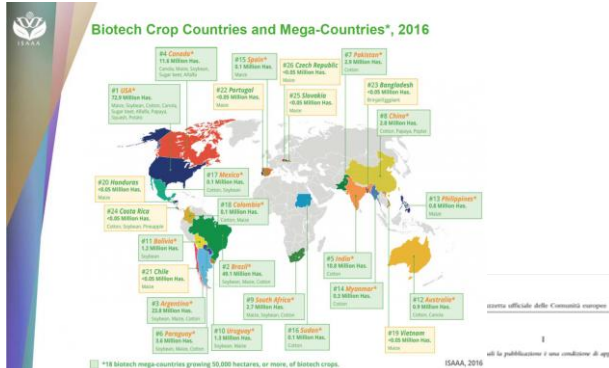 ISAAA
Biotech Crop Countries and Mega-Countries*, 2016
#4 Canada*
11.6 Million Has.
Canola, Maize, Soybean,
Sugar beet, Alfalfa
#15 Spain*
0.1 Million Has.
Maize
#26 Czech Republic
<0.05 Million Has.
Maize
#7 Pakistan*
2.9 Million Has.
Cotton
#1 USA*
72.9 Million Has.
Maize, Soybean, Cotton, Canola,
Sugar beet, Alfalfa, Papaya,
Squash, Potato
#22 Portugal
<0.05 Million Has.
Maize
#25 Slovakia
<0.05 Million Has.
Maize
#23 Bangladesh
<0.05 Million Has.
Brinjal/Eggplant
#8 China*
2.8 Million Has.
Cotton, Papaya, Poplar
#17 Mexico*
0.1 Million Has.
Cotton, Soybean
#20 Honduras
<0.05 Million Has.
Maize
#18 Colombia*
0.1 Million Has.
Cotton, Maize
#13 Philippines*
0.8 Million Has.
Maize
#24 Costa Rica
<0.05 Million Has.
Cotton, Soybean, Pineapple
#11 Bolivia*
1.2 Million Has.
Soybean
#2 Brazil*
49.1 Million Has.
Soybean, Maize, Cotton
#5 India*
10.8 Million Has.
Cotton
#21 Chile
<0.05 Million Has.
#14 Myanmar*
0.3 Million Has.
Cotton
#3 Argentina*
23.8 Million Has.
Soybean, Maize, Cotton
#9 South Africa*
2.7 Million Has.
Maize, Soybean, Cotton
#12 Australia*
0.9 Million Has.
Cotton, Canola
#6 Paraguay*
3.6 Million Has.
Soybean, Maize, Cotton
#10 Uruguay*
1.3 Million Has.
Soybean, Maize
#16 Sudan*
0.1 Million Has.
Cotton
#19 Vietnam
<0.05 Million Has.
Maize
*18 biotech mega-countries growing 50,000 hectares, or more, of biotech crops.
ISAAA, 2016
ufficiale delle Comunità europee
I
la pubblicazione è una condizione di